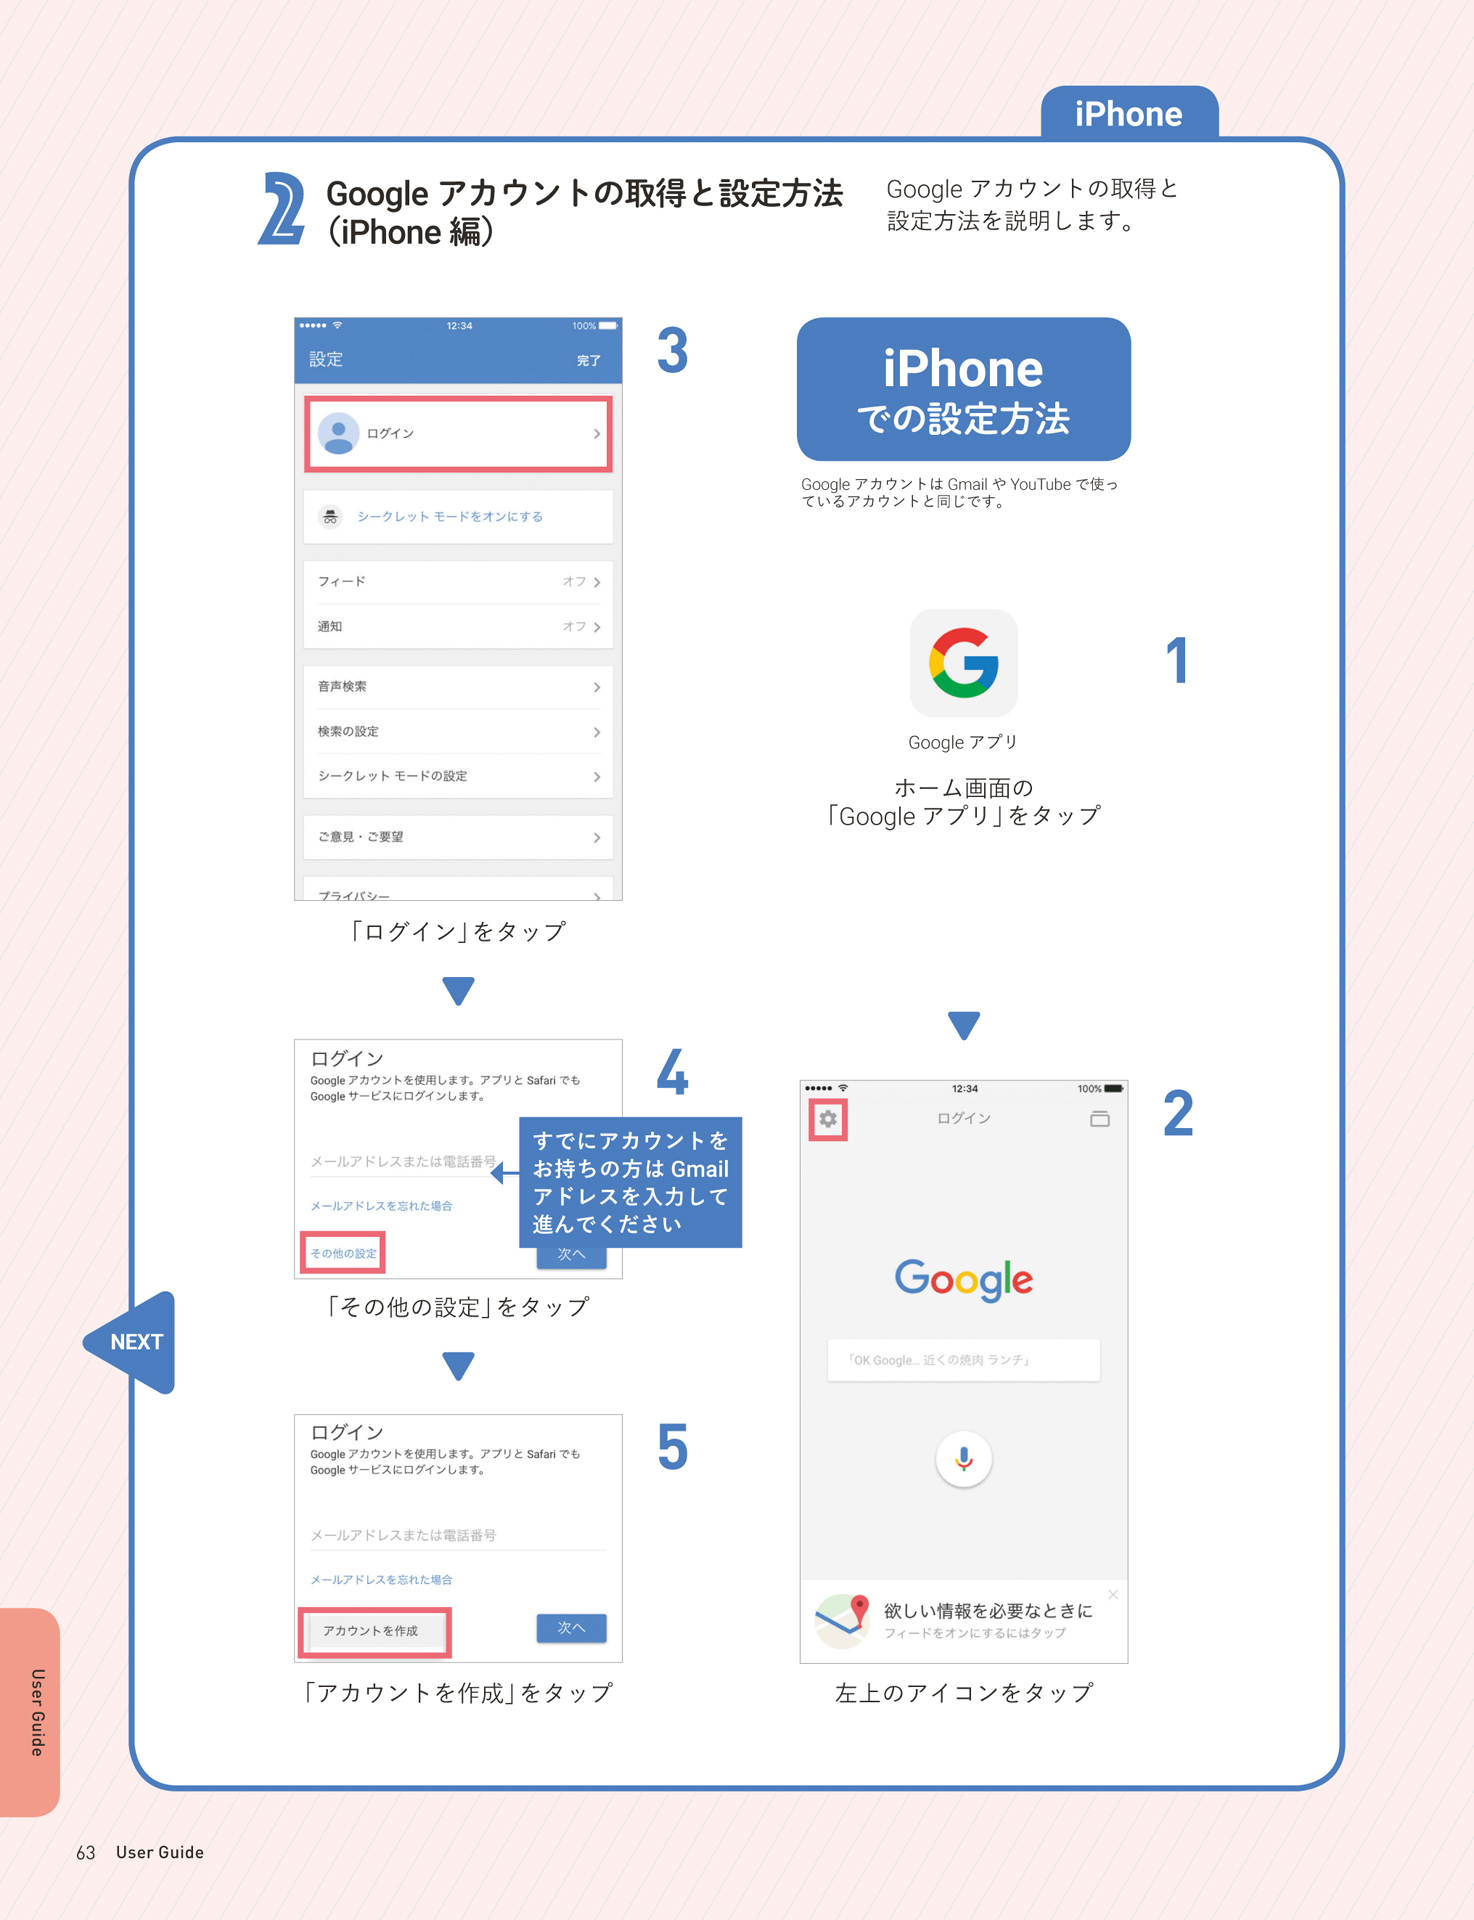 iPhone
2
Google アカウントの取得と設定方法
（iPhone 編）
Google アカウントの取得と
設定方法を説明します。
iPhone
での設定方法
Google アカウントは Gmail や YouTube で使っ
ているアカウントと同じです。
1
Google アプリ
ホーム画面の
「Google アプリ」をタップ
2
12:34
100%
ログイン
Google
「OK Google... 近くの焼肉 ランチ」
欲しい情報を必要なときに
フィードをオンにするにはタップ
左上のアイコンをタップ
3
12:34
100%
設定
完了
ログイン
シークレット モードをオンにする
フィード オフ
通知 オフ
音声検索
検索の設定
シークレット モードの設定
ご意見・ご要望
プライバシー
「ログイン」をタップ
4
ログイン
Google アカウントを使用します。アプリと Safari でも
Google サービスにログインします。
メールアドレスまたは電話番号
すでにアカウントを
お持ちの方は Gmail
アドレスを入力して
進んでください
メールアドレスを忘れた場合
その他の設定
次へ
「その他の設定」をタップ
5
ログイン
Google アカウントを使用します。アプリと Safari でも
Google サービスにログインします。
メールアドレスまたは電話番号
メールアドレスを忘れた場合
アカウントを作成
次へ
「アカウントを作成」をタップ
NEXT
User Guide
63 User Guide